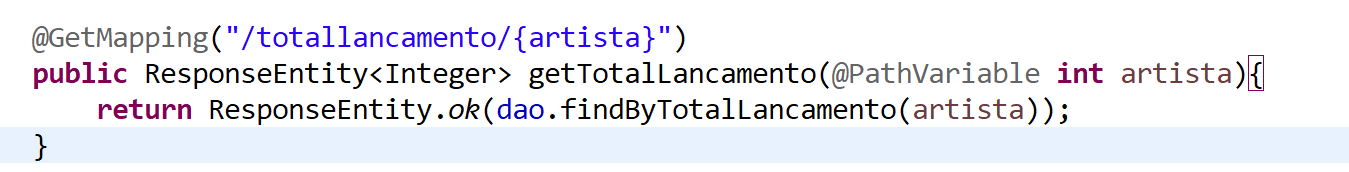 @GetMapping("/totallancamento/{artista}")
public ResponseEntity<Integer> getTotalLancamento(@PathVariable int artista){
    return ResponseEntity.ok(dao.findByTotalLancamento(artista));
}